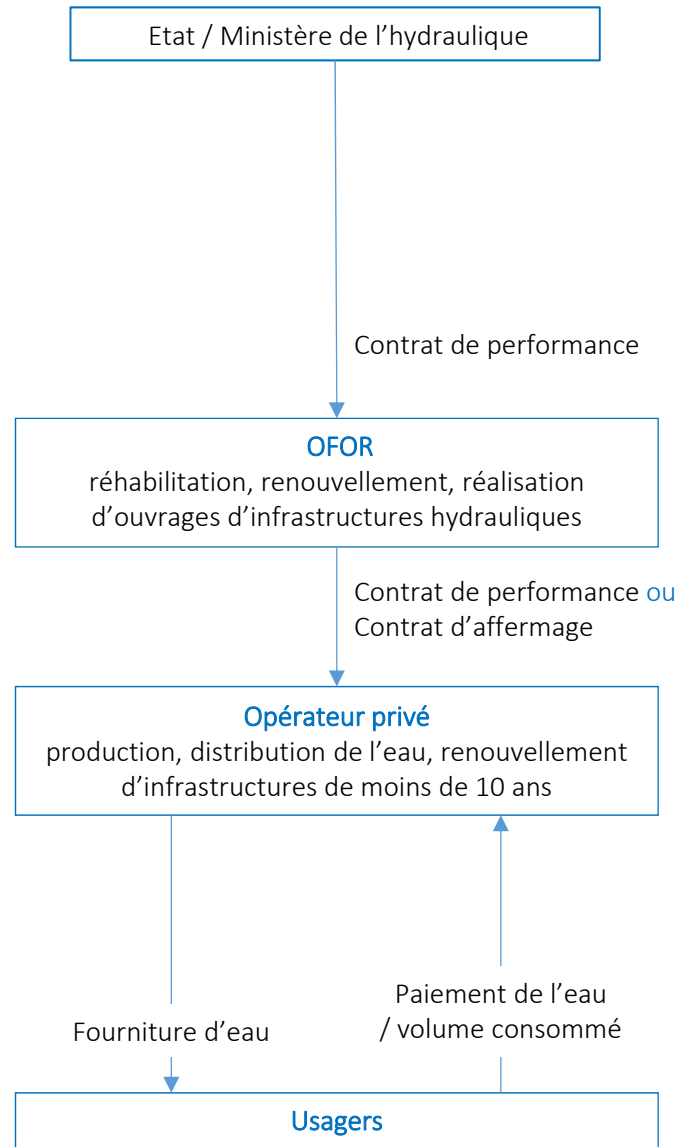 Etat / Ministère de l’hydraulique
Contrat de performance
OFOR
réhabilitation, renouvellement, réalisation
d’ouvrages d’infrastructures hydrauliques
Contrat de performance ou
Contrat d’affermage
Opérateur privé
production, distribution de l’eau, renouvellement
d’infrastructures de moins de 10 ans
Fourniture d’eau
Paiement de l’eau
/ volume consommé
Usagers